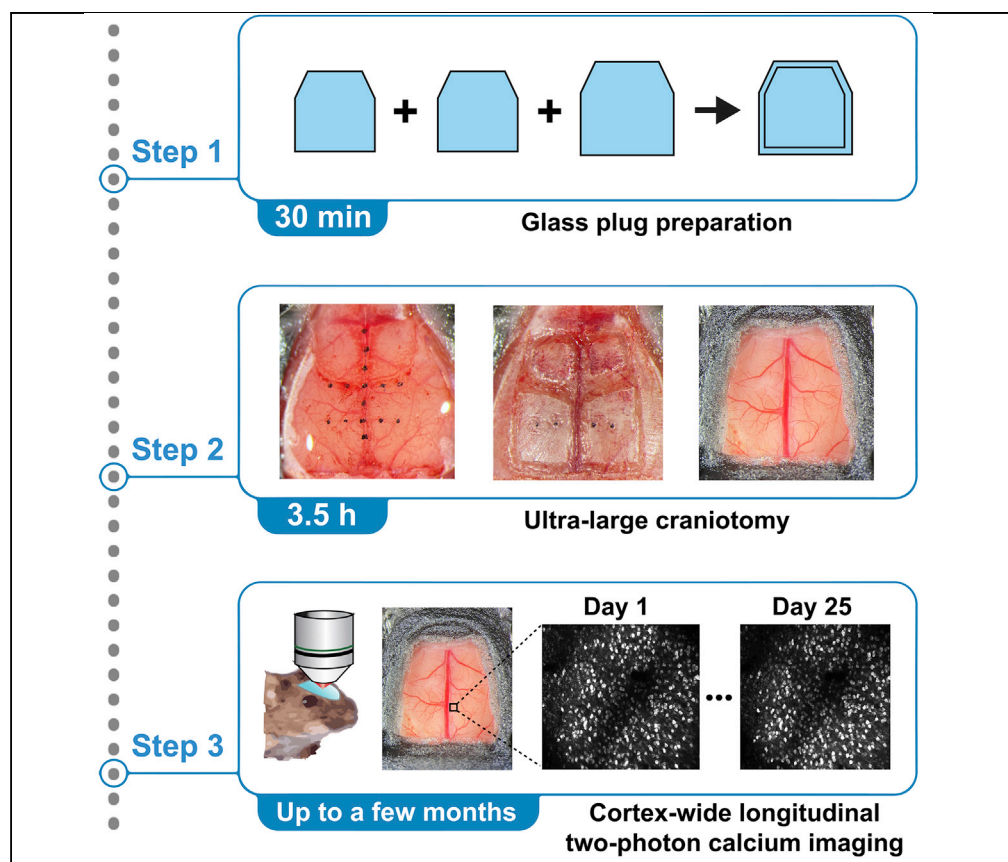 Step 1
+ +
30 min
Glass plug preparation
Step 2
3.5 h
Ultra-large craniotomy
Day 1
Day 25
Step 3
Up to a few months
Cortex-wide longitudinal
two-photon calcium imaging